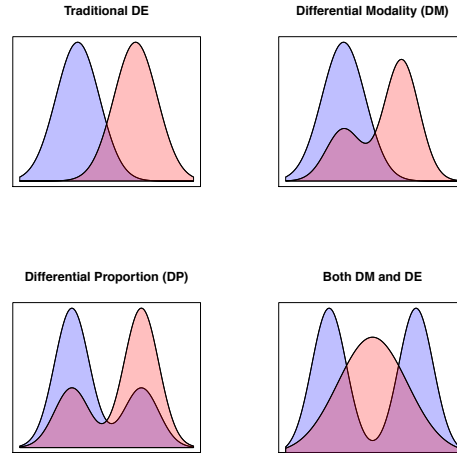 Traditional DE
Differential Modality (DM)
Differential Proportion (DP)
Both DM and DE